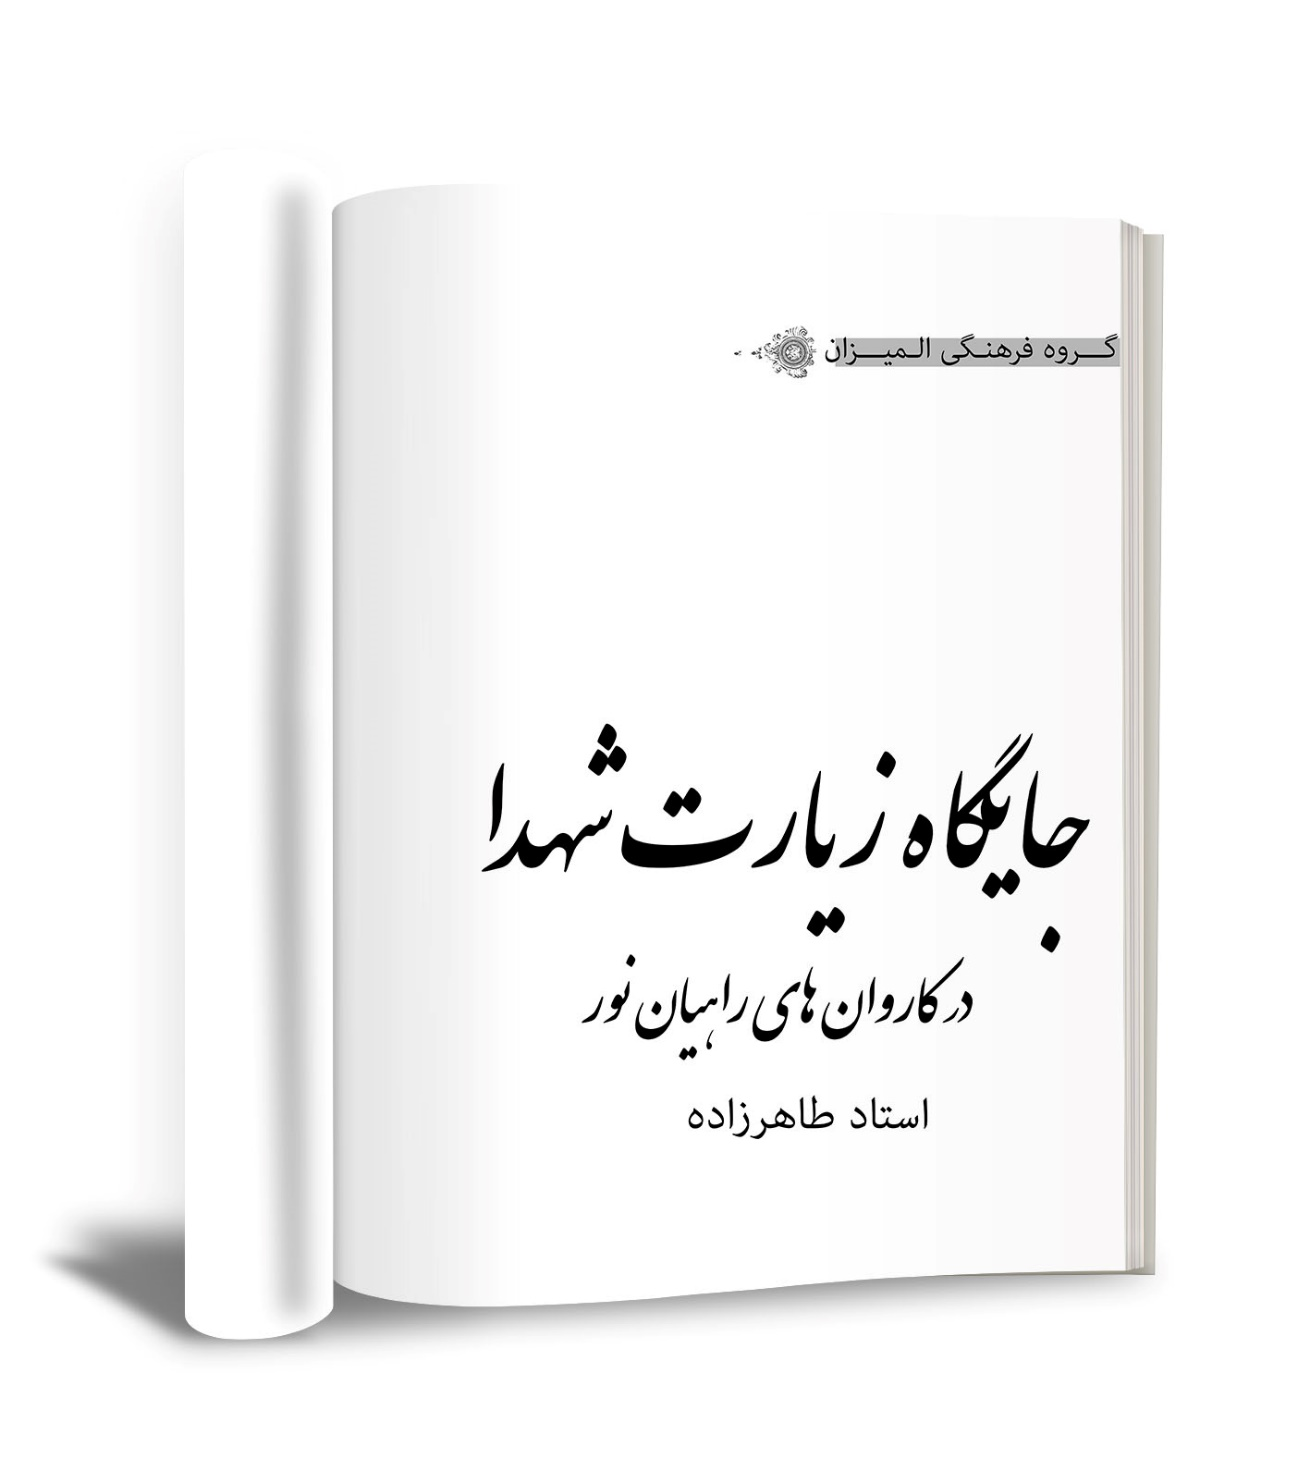 گروه فرهنگی المیزان
جایگاه زیارت شهدا
در کاروان های راهیان نور
استاد طاهرزاده